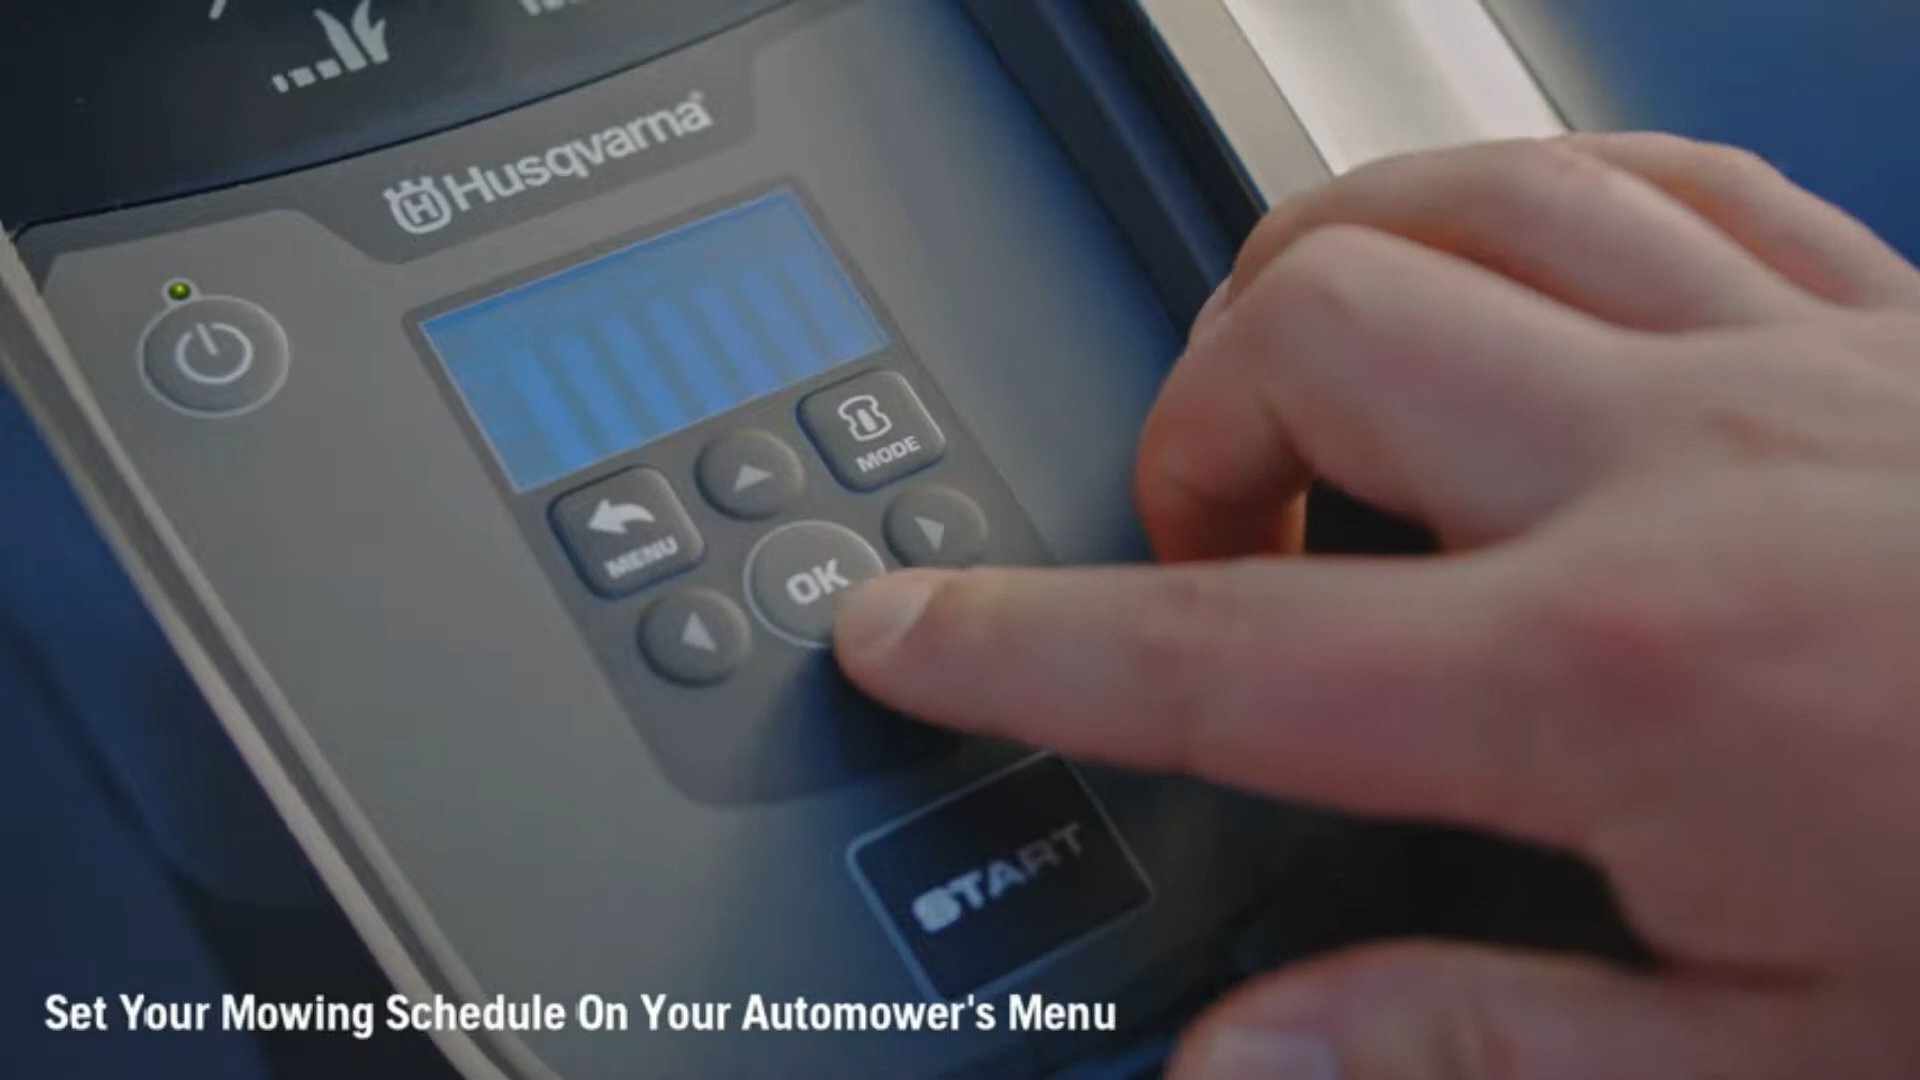 Husqvarna
MODE
MENU
OK
START
Set Your Mowing Schedule On Your Automower's Menu